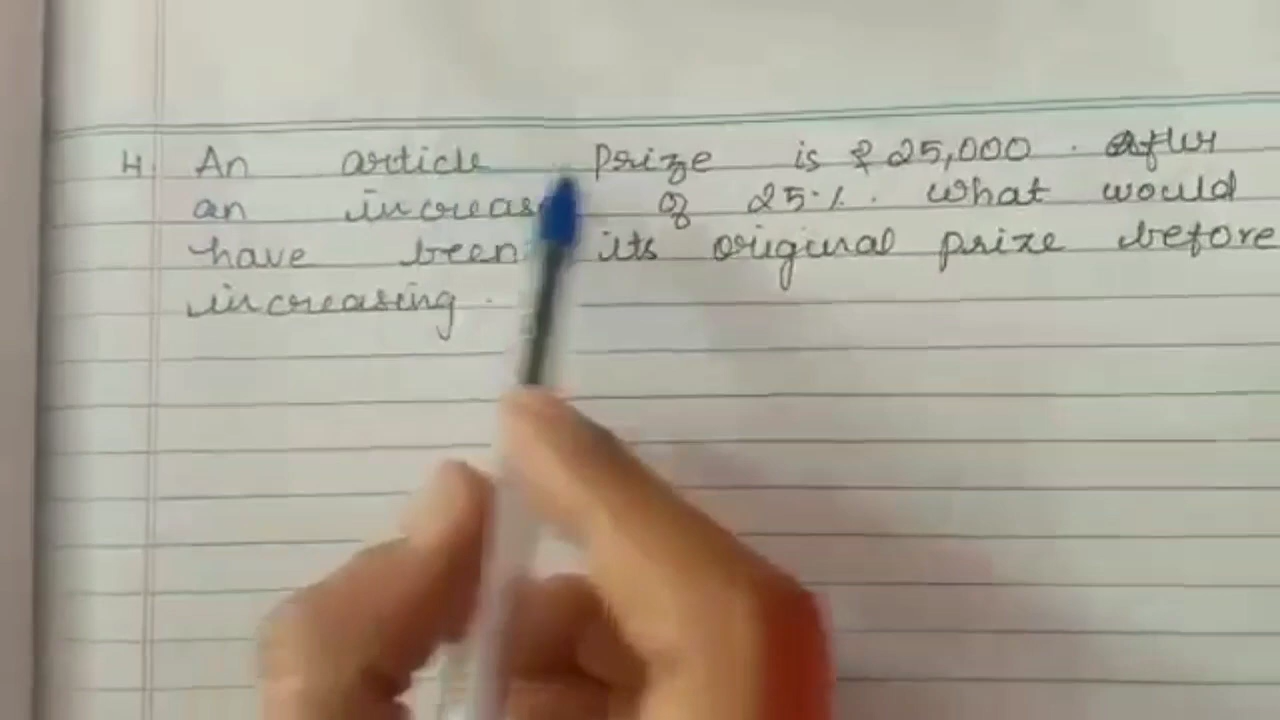 4. An article prize is ₹ 25,000. After
an increase of 25%. What would
have been its original prize before
increasing.